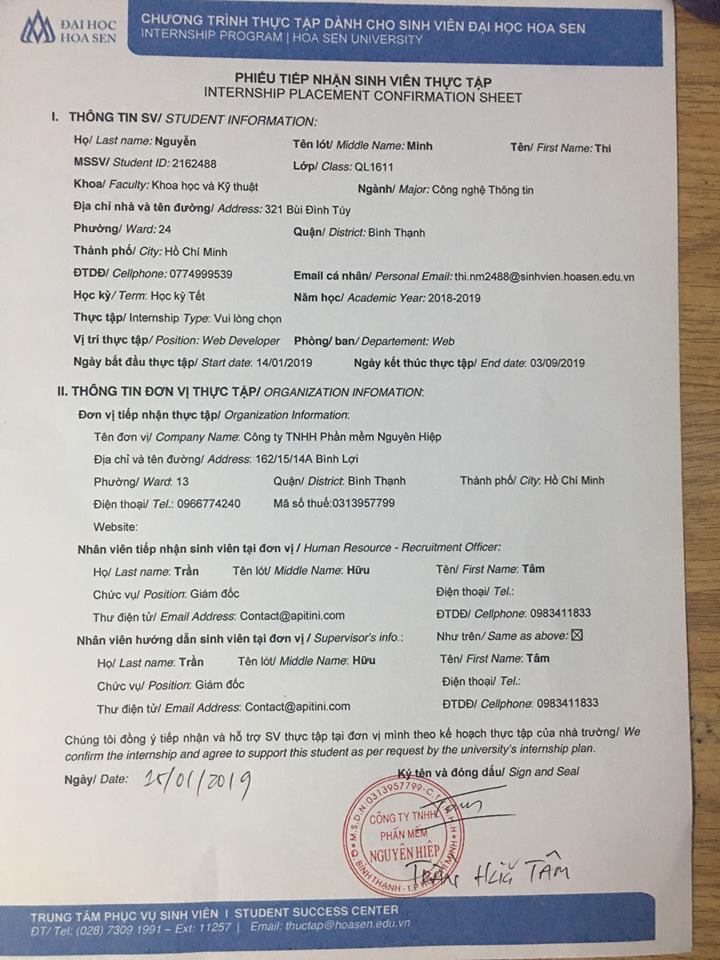 ĐẠI HỌC
HOA SEN
CHƯƠNG TRÌNH THỰC TẬP DÀNH CHO SINH VIÊN ĐẠI HỌC HOA SEN
INTERNSHIP PROGRAM | HOA SEN UNIVERSITY
PHIẾU TIẾP NHẬN SINH VIÊN THỰC TẬP
INTERNSHIP PLACEMENT CONFIRMATION SHEET
I. THÔNG TIN SV/ STUDENT INFORMATION:
Họ/ Last name: Nguyễn Tên lót/ Middle Name: Minh Tên/ First Name: Thi
MSSV/ Student ID: 2162488 Lớp/ Class: QL1611
Khoa/ Faculty: Khoa học và Kỹ thuật Ngành/ Major: Công nghệ Thông tin
Địa chỉ nhà và tên đường/ Address: 321 Bùi Đình Túy
Phường/ Ward: 24 Quận/ District: Bình Thạnh
Thành phố/ City: Hồ Chí Minh
ĐTDĐ/ Cellphone: 0774999539 Email cá nhân/ Personal Email: thi.nm2488@sinhvien.hoasen.edu.vn
Học kỳ/ Term: Học kỳ Tết Năm học/ Academic Year: 2018-2019
Thực tập/ Internship Type: Vui lòng chọn
Vị trí thực tập/ Position: Web Developer Phòng/ ban/ Departement: Web
Ngày bắt đầu thực tập/ Start date: 14/01/2019 Ngày kết thúc thực tập/ End date: 03/09/2019
II. THÔNG TIN ĐƠN VỊ THỰC TẬP/ ORGANIZATION INFOMATION:
Đơn vị tiếp nhận thực tập/ Organization Information:
Tên đơn vị/ Company Name: Công ty TNHH Phần mềm Nguyên Hiệp
Địa chỉ và tên đường/ Address: 162/15/14A Bình Lợi
Phường/ Ward: 13 Quận/ District: Bình Thạnh Thành phố/ City: Hồ Chí Minh
Điện thoại/ Tel.: 0966774240 Mã số thuế:0313957799
Website:
Nhân viên tiếp nhận sinh viên tại đơn vị / Human Resource - Recruitment Officer:
Họ/ Last name: Trần Tên lót/ Middle Name: Hữu Tên/ First Name: Tâm
Chức vụ/ Position: Giám đốc Điện thoại/ Tel.:
Thư điện tử/ Email Address: Contact@apitini.com ĐTDĐ/ Cellphone: 0983411833
Nhân viên hướng dẫn sinh viên tại đơn vị / Supervisor's info.: Như trên/ Same as above: ☒
Họ/ Last name: Trần Tên lót/ Middle Name: Hữu Tên/ First Name: Tâm
Chức vụ/ Position: Giám đốc Điện thoại/ Tel.:
Thư điện tử/ Email Address: Contact@apitini.com ĐTDĐ/ Cellphone: 0983411833
Chúng tôi đồng ý tiếp nhận và hỗ trợ SV thực tập tại đơn vị mình theo kế hoạch thực tập của nhà trường/ We
confirm the internship and agree to support this student as per request by the university's internship plan.
Ngày/ Date: 15/01/2019 Ký tên và đóng dấu/ Sign and Seal
M.S.D.N:0313957799-C.T.T.N.H.H
CÔNG TY TNHH
PHẦN MỀM
NGUYÊN HIỆP
Q.BÌNH THẠNH-T.P HỒ CHÍ MINH
Trần Hữu TÂM
TRUNG TÂM PHỤC VỤ SINH VIÊN | STUDENT SUCCESS CENTER
ĐT/ Tel: (028) 7309 1991 – Ext: 11257 | Email: thuctap@hoasen.edu.vn